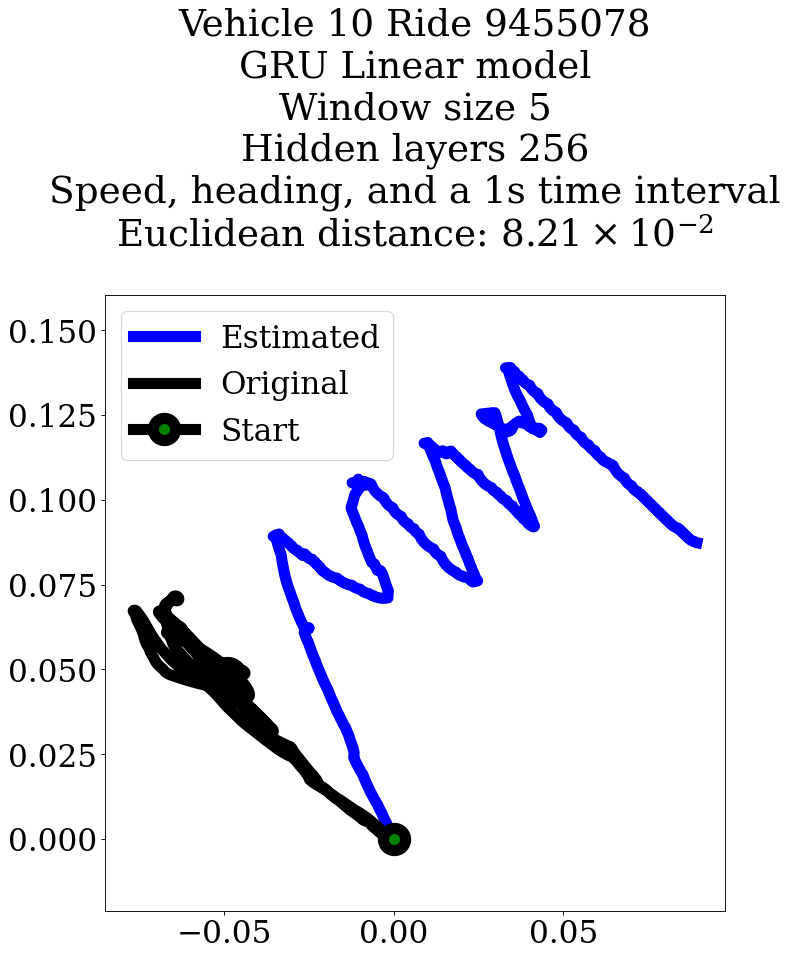 Vehicle 10 Ride 9455078
GRU Linear model
Window size 5
Hidden layers 256
Speed, heading, and a 1s time interval
Euclidean distance: 8.21 × 10⁻²
Estimated
Original
Start
0.150
0.125
0.100
0.075
0.050
0.025
0.000
−0.05 0.00 0.05